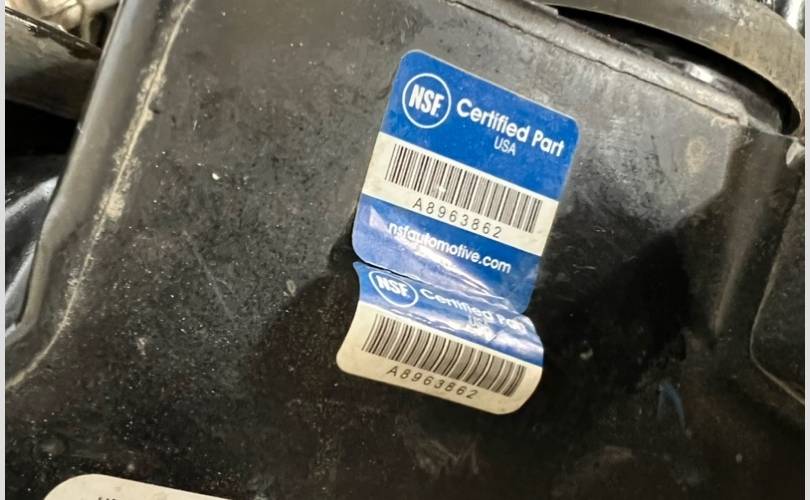 NSF.
Certified Part
USA
A8963862
nsfautomotive.com
NSF.
Certified Part
A8963862